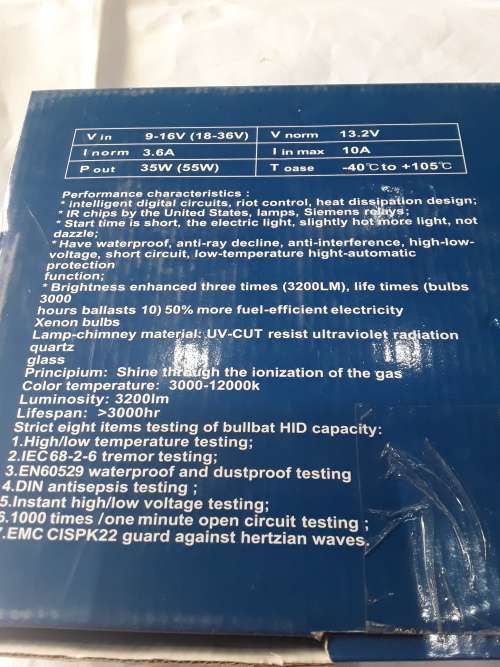 V in 9-16V (18-36V) V norm 13.2V
I norm 3.6A I in max 10A
P out 35W (55W) T oase -40℃ to +105℃
Performance characteristics :
* intelligent digital circuits, riot control, heat dissipation design;
* IR chips by the United States, lamps, Siemens relays;
* Start time is short, the electric light, slightly hot more light, not
dazzle;
* Have waterproof, anti-ray decline, anti-interference, high-low-
voltage, short circuit, low-temperature hight-automatic
protection
function;
* Brightness enhanced three times (3200LM), life times (bulbs
3000
hours ballasts 10) 50% more fuel-efficient electricity
Xenon bulbs
Lamp-chimney material: UV-CUT resist ultraviolet radiation
quartz
glass
Principium: Shine through the ionization of the gas
Color temperature: 3000-12000k
Luminosity: 3200lm
Lifespan: >3000hr
Strict eight items testing of bullbat HID capacity:
1.High/low temperature testing;
2.IEC68-2-6 tremor testing;
3.EN60529 waterproof and dustproof testing
4.DIN antisepsis testing ;
5.Instant high/low voltage testing;
6.1000 times /one minute open circuit testing ;
7.EMC CISPK22 guard against hertzian waves.